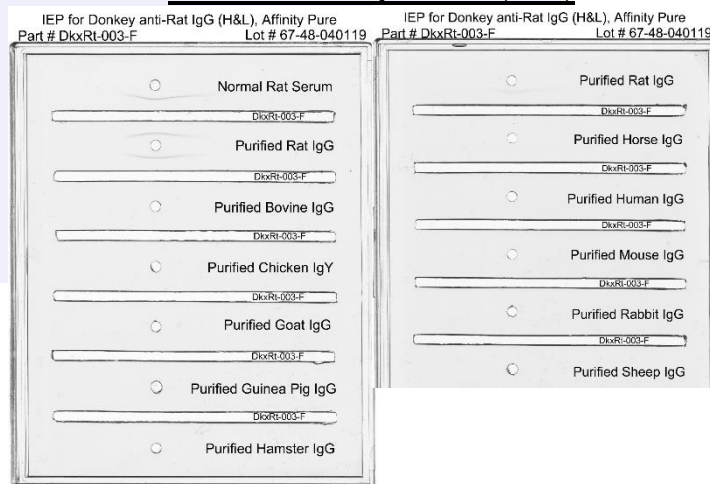 IEP for Donkey anti-Rat IgG (H&L), Affinity Pure
Part # DkxRt-003-F Lot # 67-48-040119
Normal Rat Serum
DkxRt-003-F
Purified Rat IgG
DkxRt-003-F
Purified Bovine IgG
DkxRt-003-F
Purified Chicken IgY
DkxRt-003-F
Purified Goat IgG
DkxRt-003-F
Purified Guinea Pig IgG
DkxRt-003-F
Purified Hamster IgG
IEP for Donkey anti-Rat IgG (H&L), Affinity Pure
Part # DkxRt-003-F Lot # 67-48-040119
Purified Rat IgG
DkxRt-003-F
Purified Horse IgG
DkxRt-003-F
Purified Human IgG
DkxRt-003-F
Purified Mouse IgG
DkxRt-003-F
Purified Rabbit IgG
DkxRt-003-F
Purified Sheep IgG